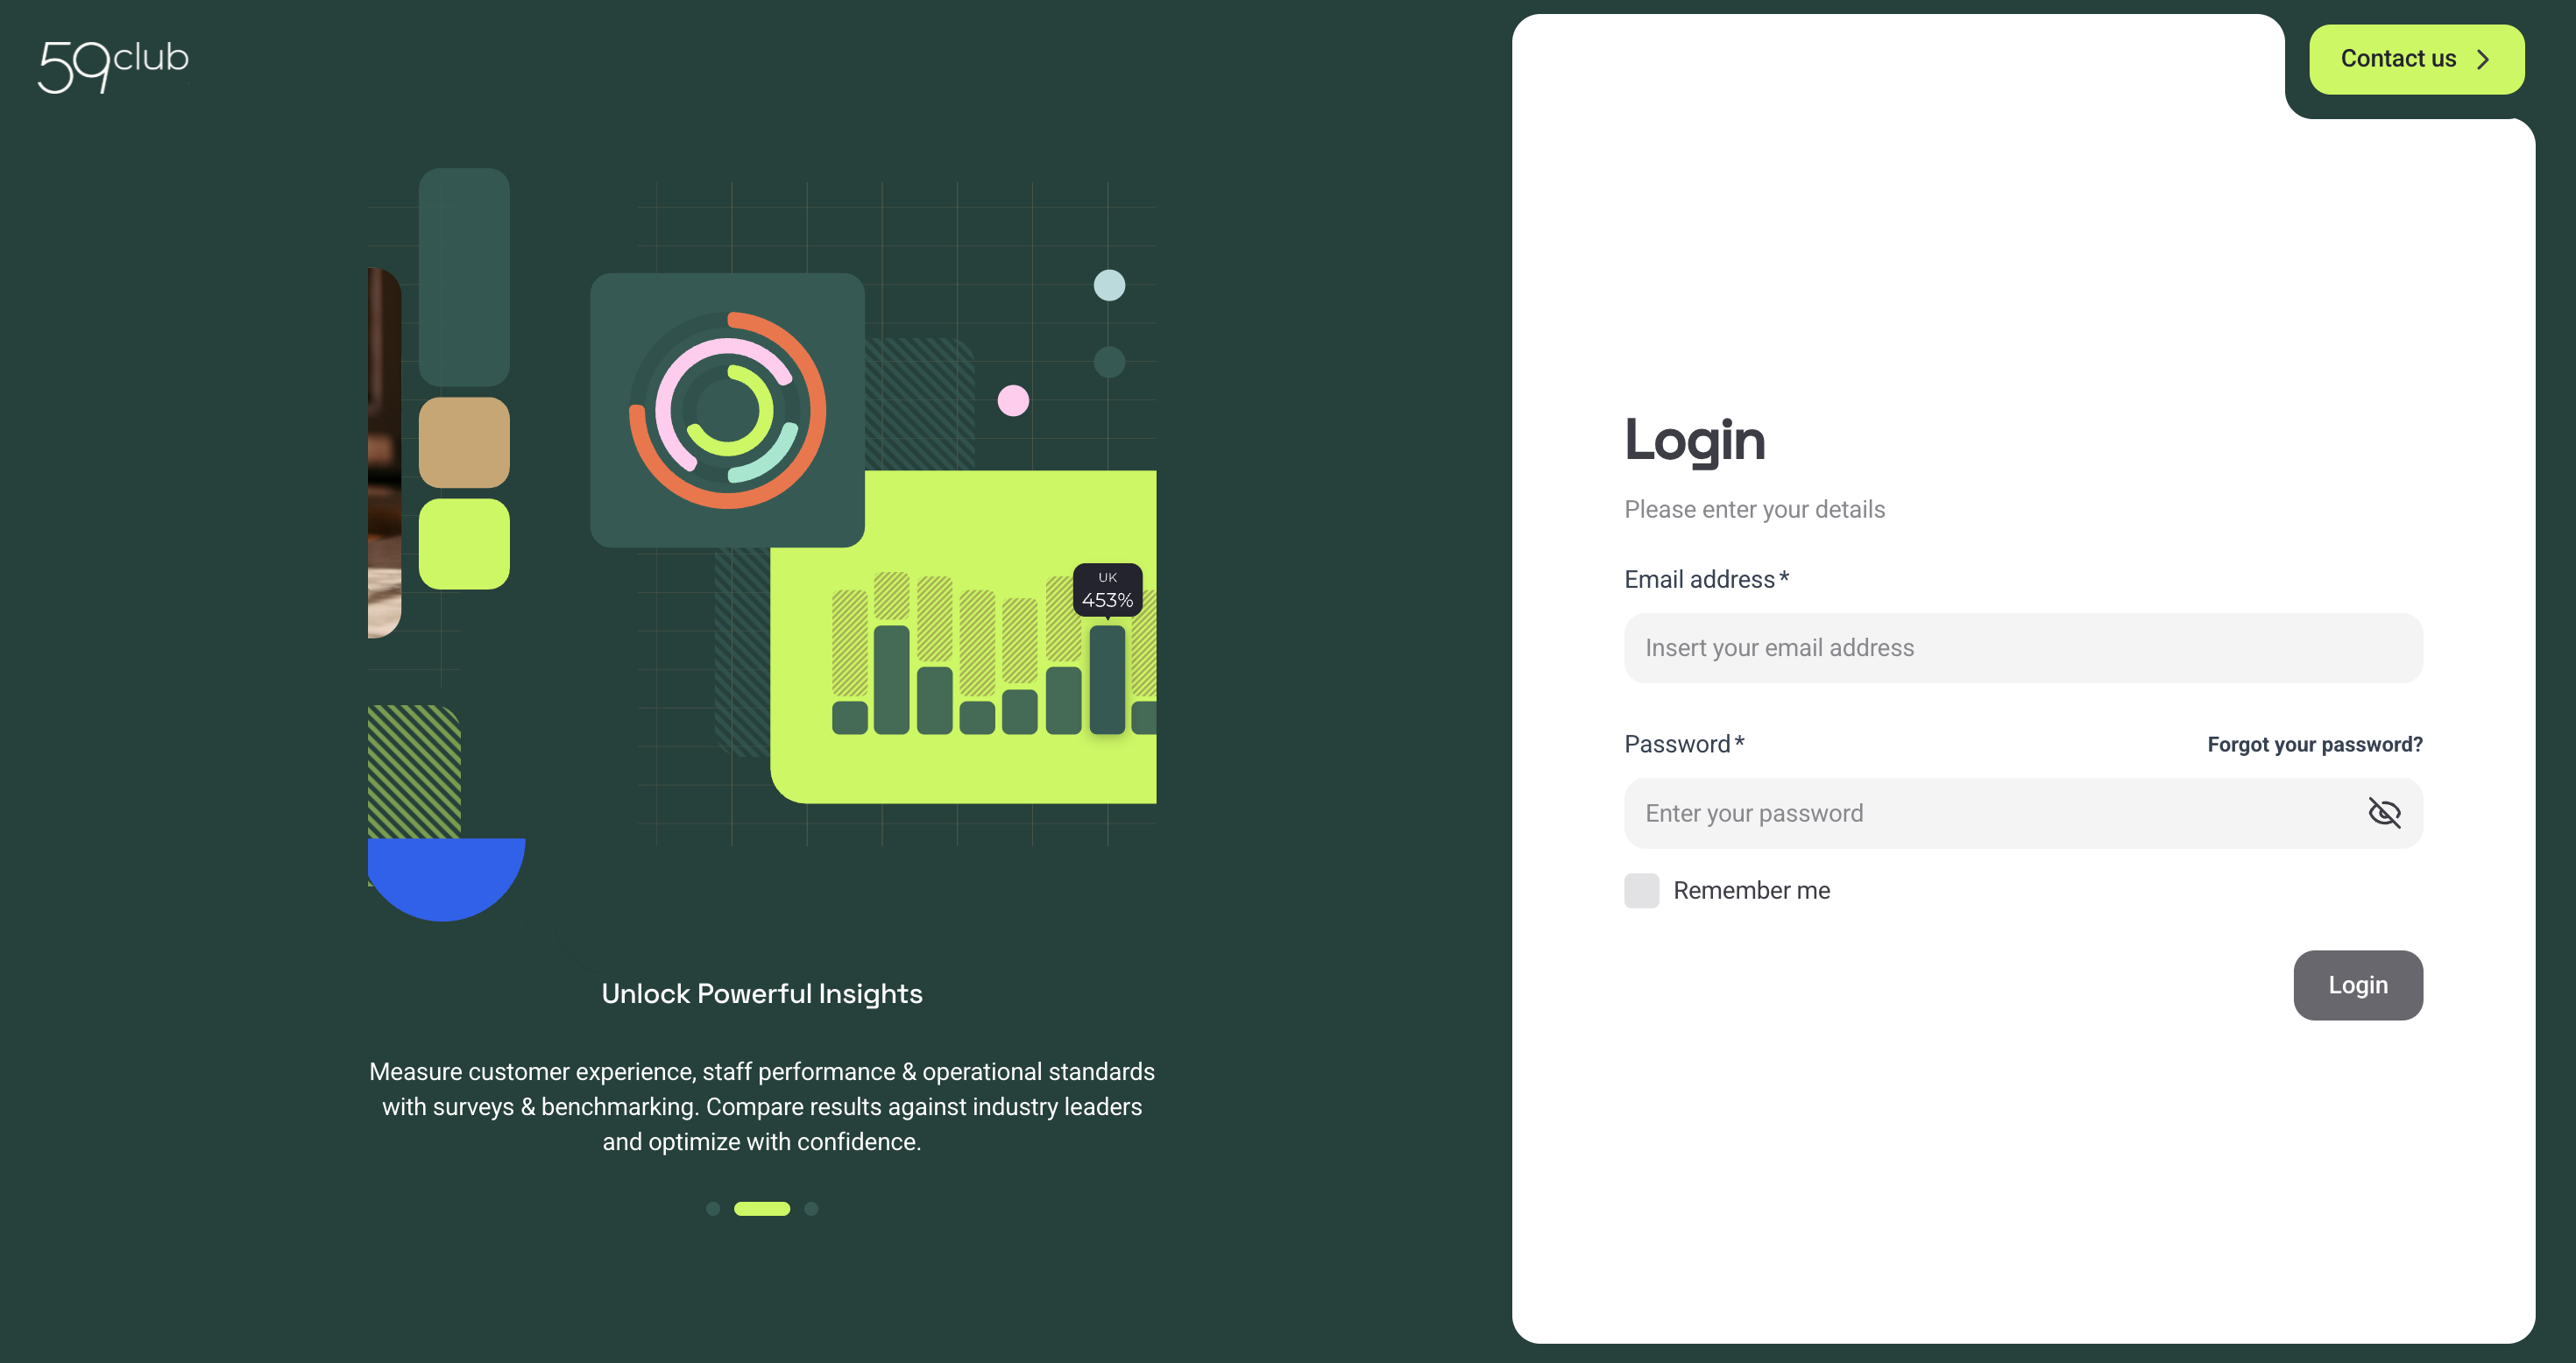 59club
Contact us
UK
453%
Unlock Powerful Insights
Measure customer experience, staff performance & operational standards
with surveys & benchmarking. Compare results against industry leaders
and optimize with confidence.
Login
Please enter your details
Email address*
Insert your email address
Password*
Forgot your password?
Enter your password
Remember me
Login